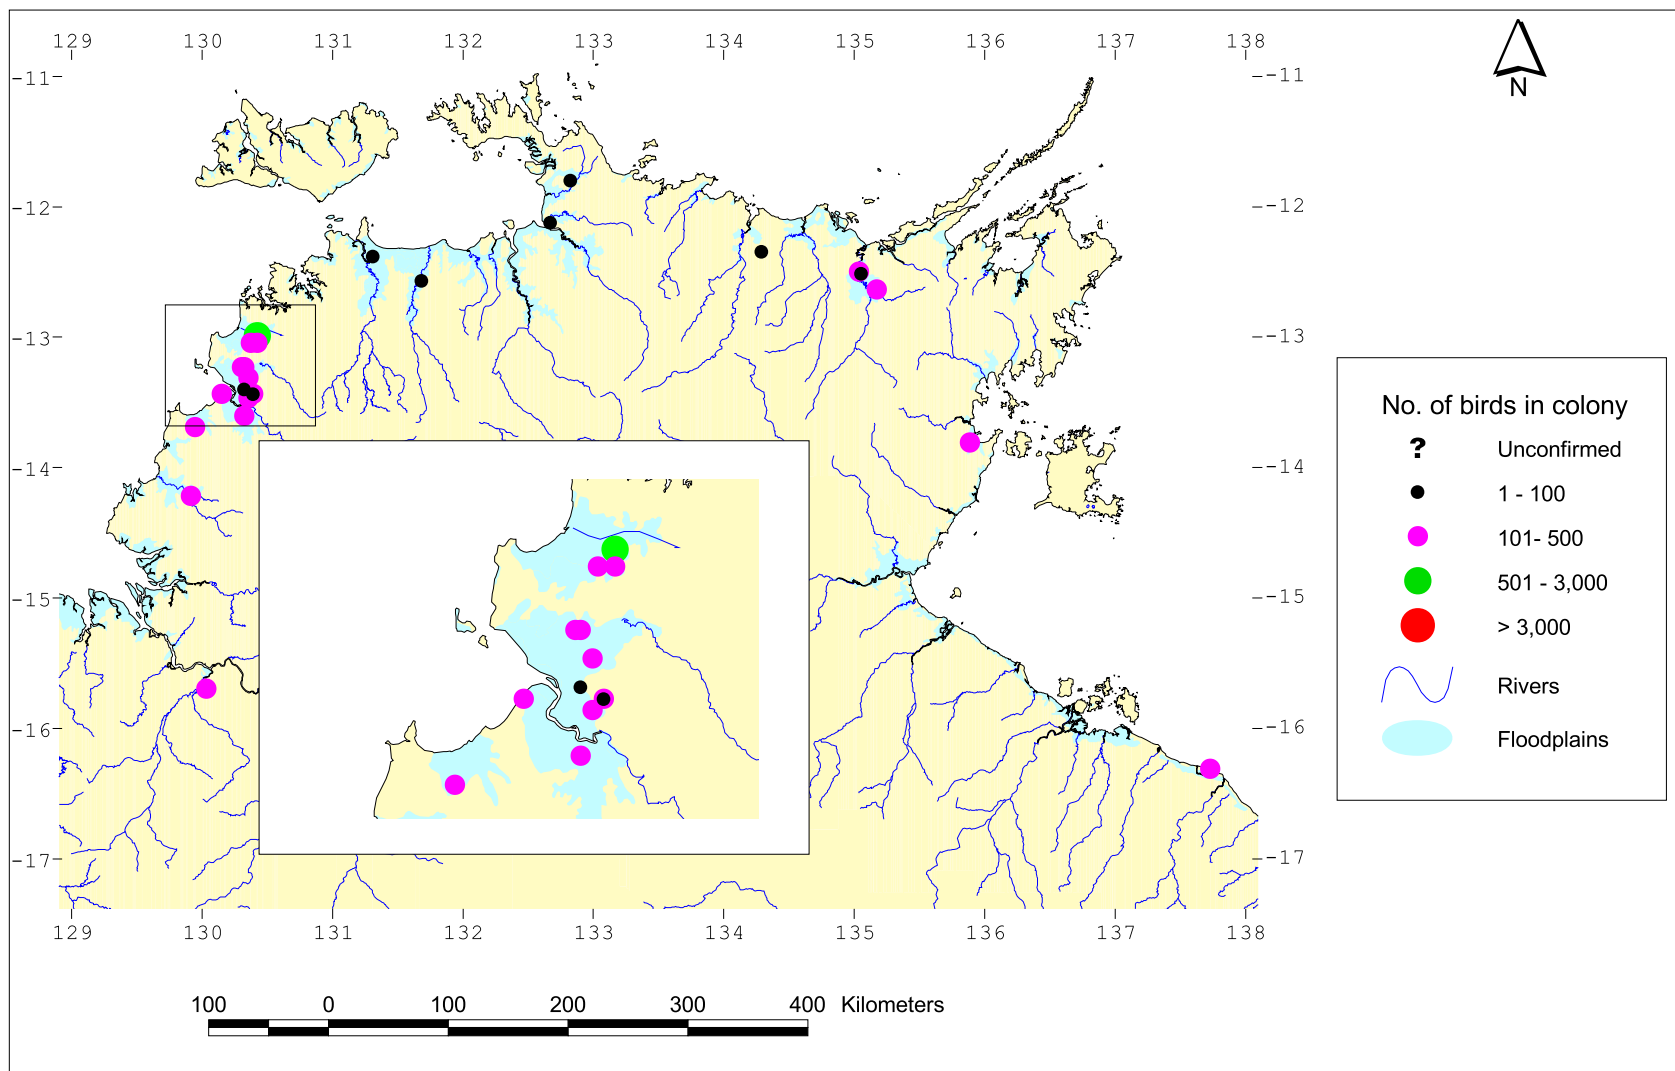 129 130 131 132 133 134 135 136 137 138
N
-11 --11
-12 --12
-13 --13
-14 --14
-15 --15
-16 --16
-17 --17
129 130 131 132 133 134 135 136 137 138
No. of birds in colony
? Unconfirmed
1 - 100
101- 500
501 - 3,000
> 3,000
Rivers
Floodplains
100 0 100 200 300 400 Kilometers